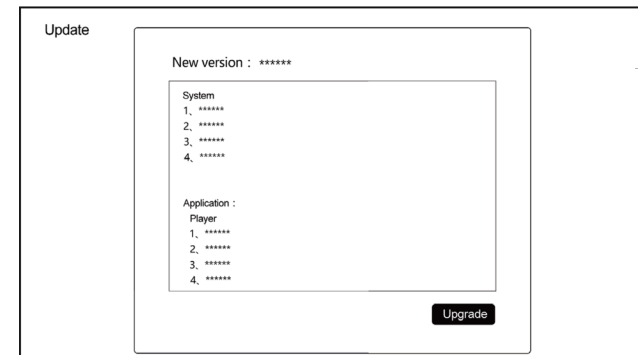 Update
New version： ******
System
1、******
2、******
3、******
4、******
Application：
Player
1、******
2、******
3、******
4、******
Upgrade